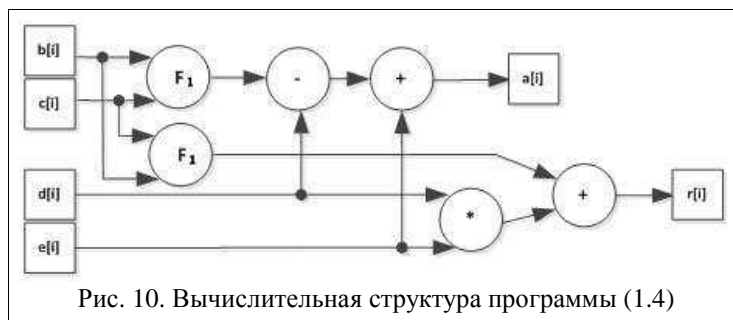 b[i]
c[i]
F₁
-
+
a[i]
F₁
d[i]
*
+
r[i]
e[i]
Рис. 10. Вычислительная структура программы (1.4)